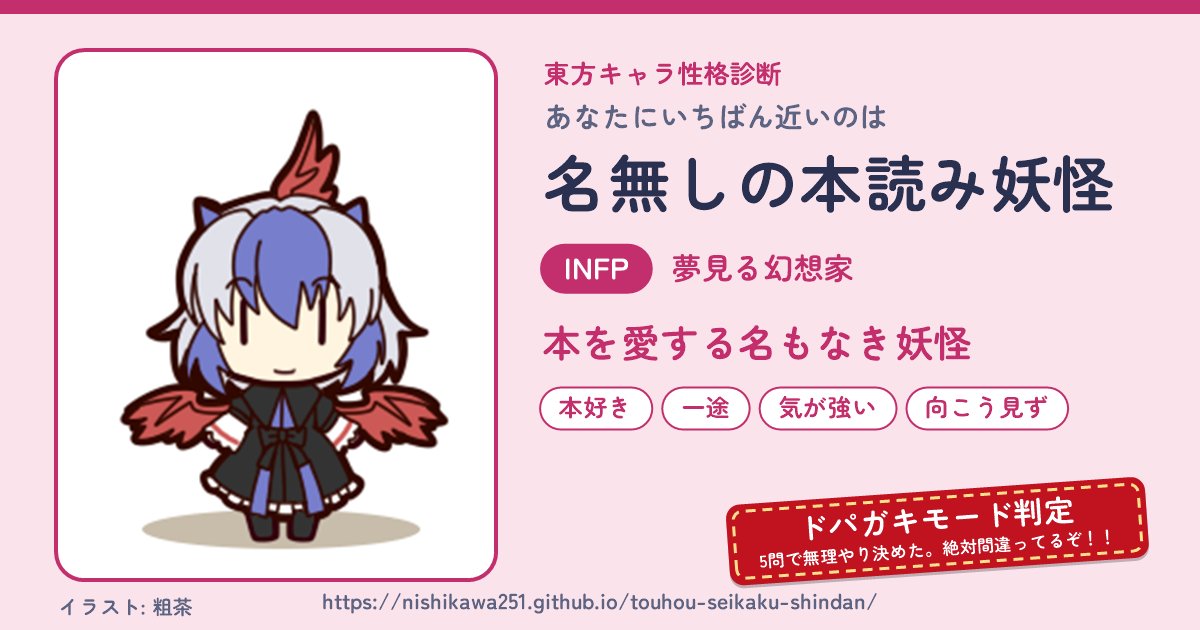 東方キャラ性格診断
あなたにいちばん近いのは
名無しの本読み妖怪
INFP 夢見る幻想家
本を愛する名もなき妖怪
本好き 一途 気が強い 向こう見ず
ドパガキモード判定
5問で無理やり決めた。絶対間違ってるぞ！！
イラスト: 粗茶 https://nishikawa251.github.io/touhou-seikaku-shindan/